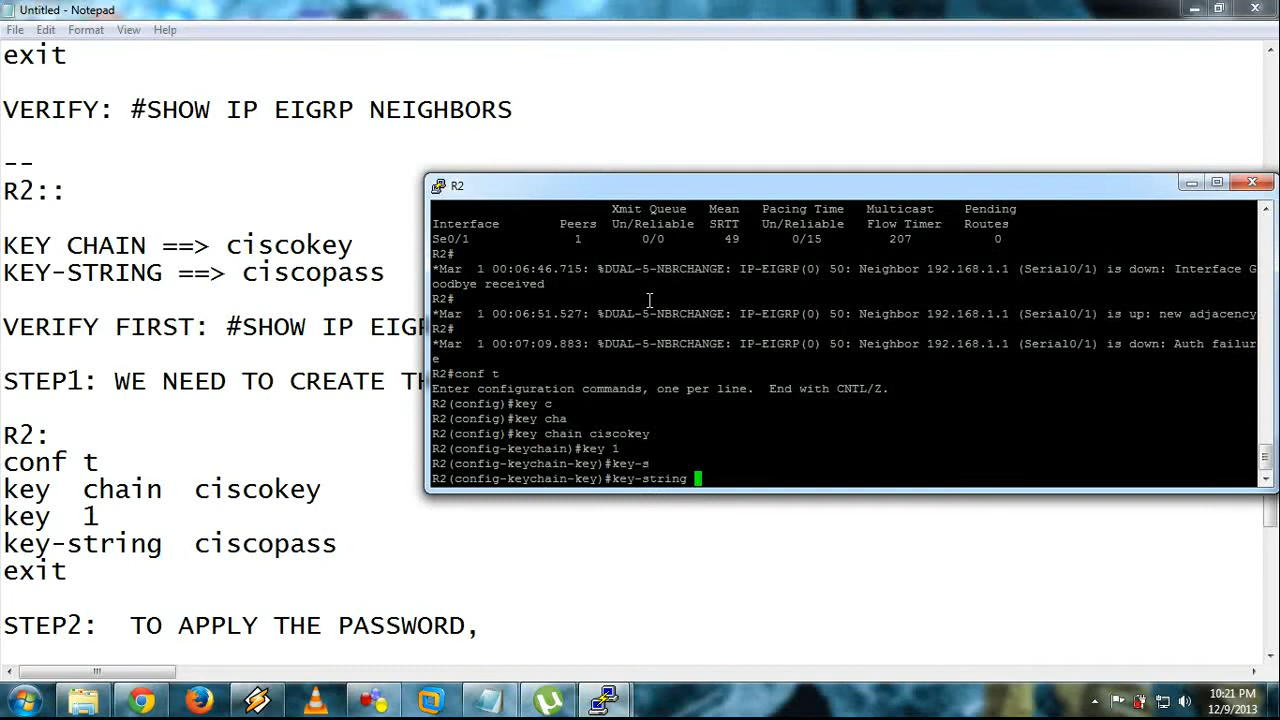 Untitled - Notepad
File Edit Format View Help
exit
VERIFY: #SHOW IP EIGRP NEIGHBORS
--
R2::
KEY CHAIN ==> ciscokey
KEY-STRING ==> ciscopass
VERIFY FIRST: #SHOW IP EIGR
STEP1: WE NEED TO CREATE TH
R2:
conf t
key chain ciscokey
key 1
key-string ciscopass
exit
STEP2: TO APPLY THE PASSWORD,
R2
Xmit Queue Mean Pacing Time Multicast Pending
Interface Peers Un/Reliable SRTT Un/Reliable Flow Timer Routes
Se0/1 1 0/0 49 0/15 207 0
R2#
*Mar 1 00:06:46.715: %DUAL-5-NBRCHANGE: IP-EIGRP(0) 50: Neighbor 192.168.1.1 (Serial0/1) is down: Interface G
oodbye received
R2#
*Mar 1 00:06:51.527: %DUAL-5-NBRCHANGE: IP-EIGRP(0) 50: Neighbor 192.168.1.1 (Serial0/1) is up: new adjacency
R2#
*Mar 1 00:07:09.883: %DUAL-5-NBRCHANGE: IP-EIGRP(0) 50: Neighbor 192.168.1.1 (Serial0/1) is down: Auth failur
e
R2#conf t
Enter configuration commands, one per line. End with CNTL/Z.
R2(config)#key c
R2(config)#key cha
R2(config)#key chain ciscokey
R2(config-keychain)#key 1
R2(config-keychain-key)#key-s
R2(config-keychain-key)#key-string
10:21 PM
12/9/2013